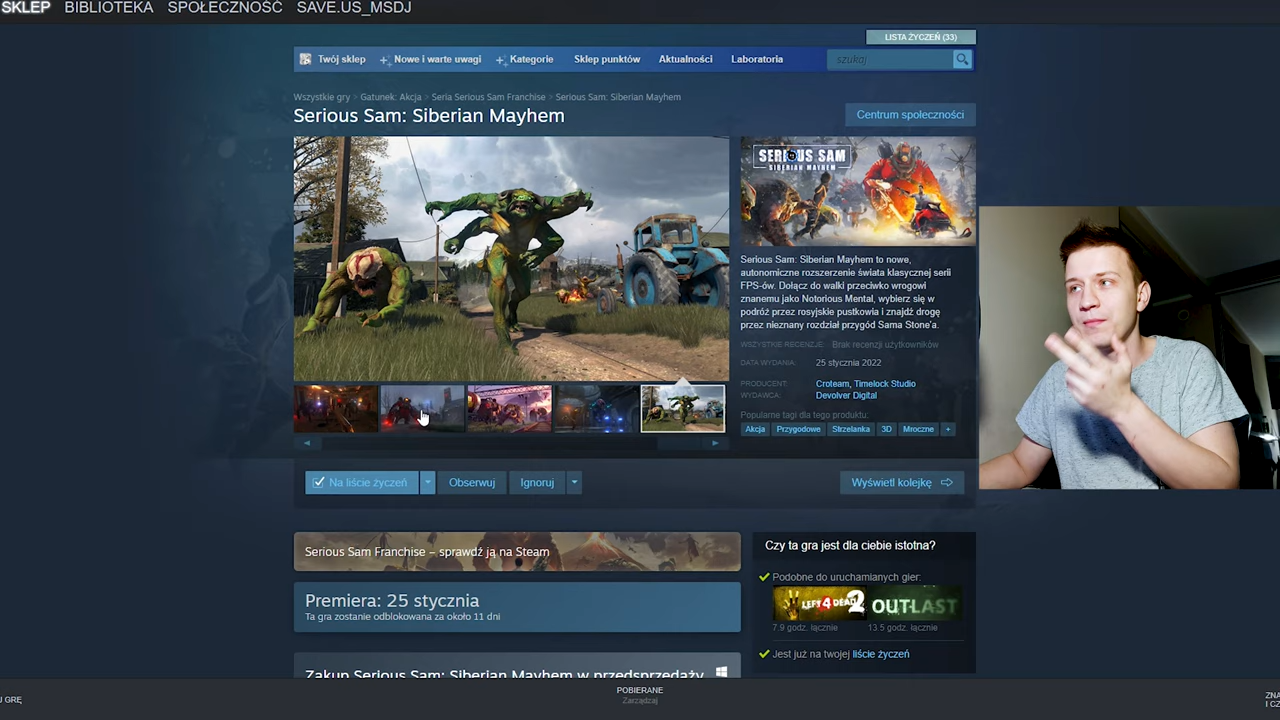 SKLEP BIBLIOTEKA SPOŁECZNOŚĆ SAVE.US_MSDJ
LISTA ŻYCZEŃ (33)
Twój sklep Nowe i warte uwagi Kategorie Sklep punktów Aktualności Laboratoria szukaj
Wszystkie gry > Gatunek: Akcja > Seria Serious Sam Franchise > Serious Sam: Siberian Mayhem
Serious Sam: Siberian Mayhem
Centrum społeczności
SERIOUS SAM
SIBERIAN MAYHEM
Serious Sam: Siberian Mayhem to nowe,
autonomiczne rozszerzenie świata klasycznej serii
FPS-ów. Dołącz do walki przeciwko wrogowi
znanemu jako Notorious Mental, wybierz się w
podróż przez rosyjskie pustkowia i znajdź drogę
przez nieznany rozdział przygód Sama Stone'a.
WSZYSTKIE RECENZJE: Brak recenzji użytkowników
DATA WYDANIA: 25 stycznia 2022
PRODUCENT: Croteam, Timelock Studio
WYDAWCA: Devolver Digital
Popularne tagi dla tego produktu:
Akcja Przygodowe Strzelanka 3D Mroczne +
Na liście życzeń Obserwuj Ignoruj Wyświetl kolejkę
Serious Sam Franchise – sprawdź ją na Steam
Premiera: 25 stycznia
Ta gra zostanie odblokowana za około 11 dni
Zakup Serious Sam: Siberian Mayhem w przedsprzedaży
Czy ta gra jest dla ciebie istotna?
Podobne do uruchamianych gier:
LEFT 4 DEAD 2 OUTLAST
7.9 godz. łącznie 13.5 godz. łącznie
Jest już na twojej liście życzeń
J GRĘ
POBIERANE
Zarządzaj
ZNA
I CZ